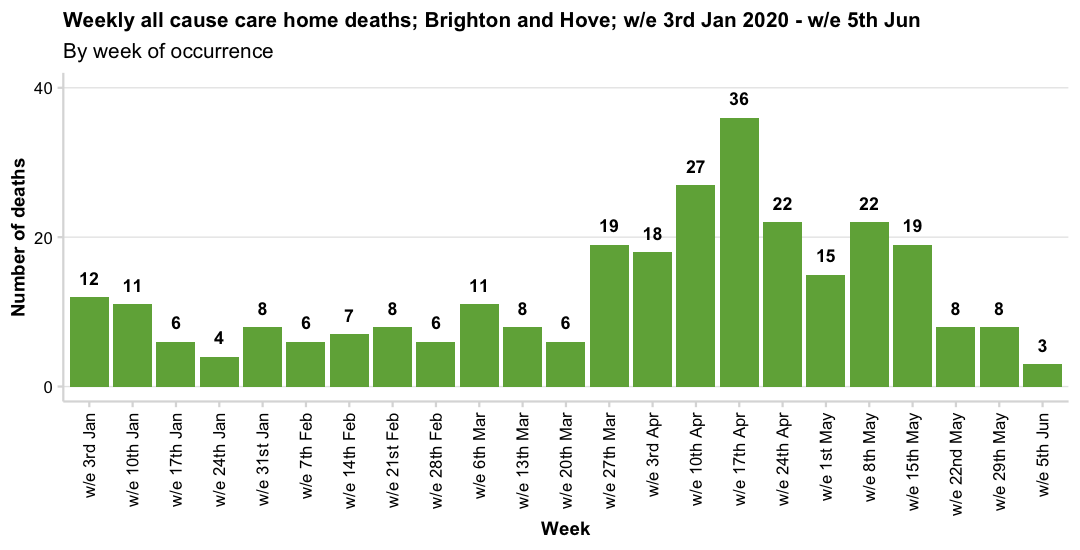 Weekly all cause care home deaths; Brighton and Hove; w/e 3rd Jan 2020 - w/e 5th Jun
By week of occurrence
Number of deaths
40
20
0
12
11
6
4
8
6
7
8
6
11
8
6
19
18
27
36
22
15
22
19
8
8
3
w/e 3rd Jan
w/e 10th Jan
w/e 17th Jan
w/e 24th Jan
w/e 31st Jan
w/e 7th Feb
w/e 14th Feb
w/e 21st Feb
w/e 28th Feb
w/e 6th Mar
w/e 13th Mar
w/e 20th Mar
w/e 27th Mar
w/e 3rd Apr
w/e 10th Apr
w/e 17th Apr
w/e 24th Apr
w/e 1st May
w/e 8th May
w/e 15th May
w/e 22nd May
w/e 29th May
w/e 5th Jun
Week